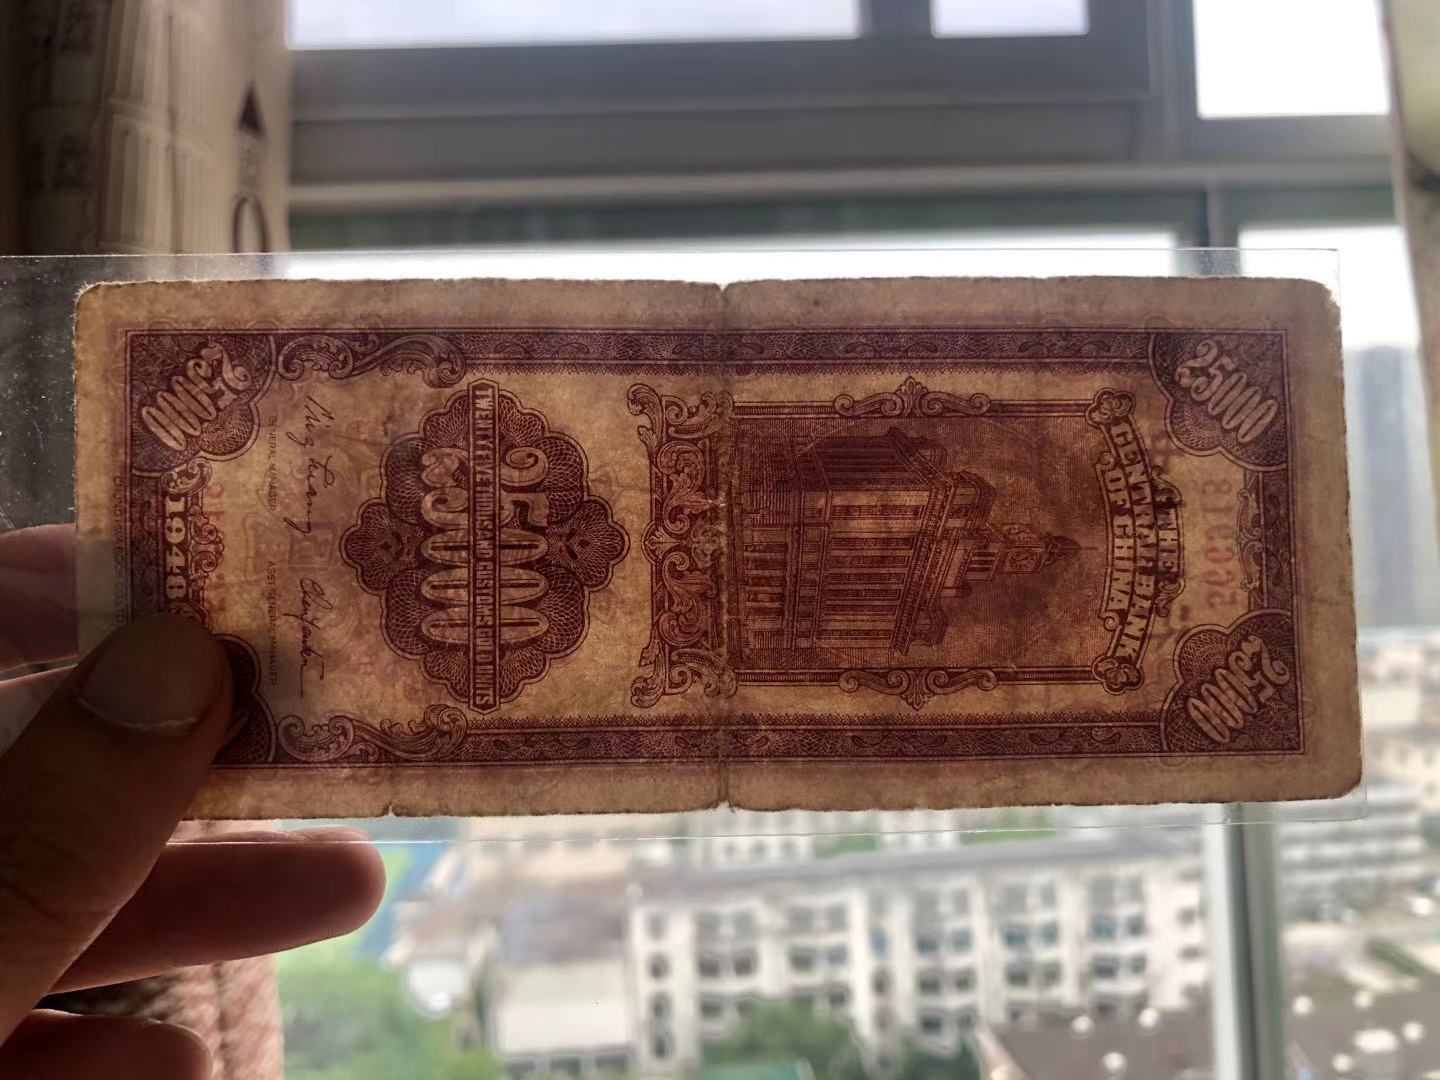 25000
25000
THE
CENTRAL BANK
OF CHINA
25000
TWENTY FIVE THOUSAND CUSTOMS GOLD UNITS
GENERAL MANAGER
ASST. GENERAL MANAGER
25000
1948